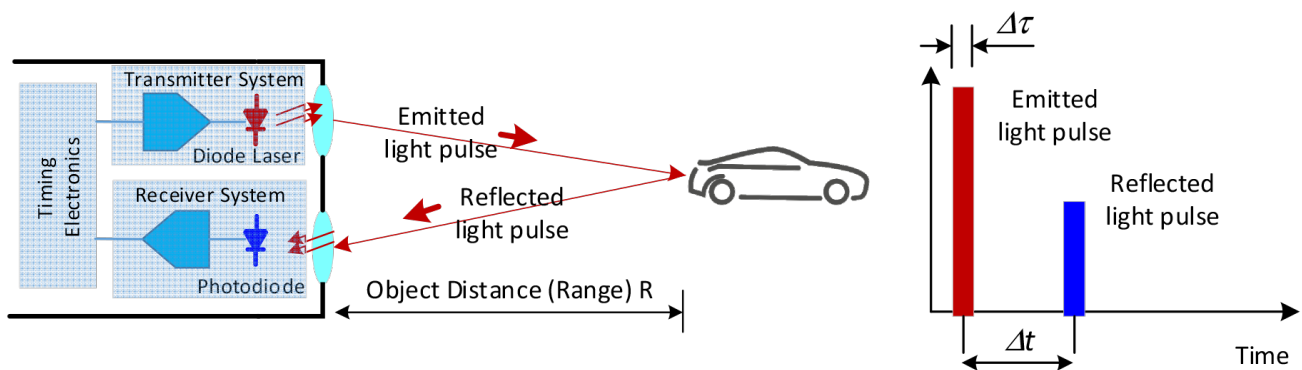 Transmitter System
Diode Laser
Timing
Electronics
Receiver System
Photodiode
Emitted
light pulse
Reflected
light pulse
Object Distance (Range) R
Δτ
Emitted
light pulse
Reflected
light pulse
Δt
Time